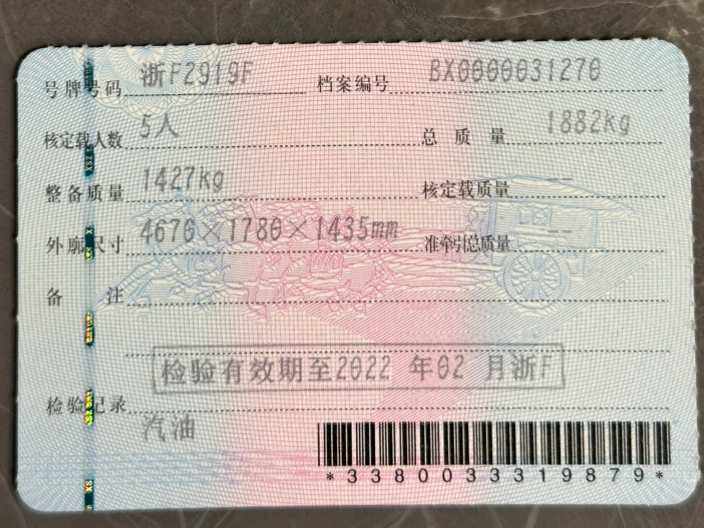 号牌号码 浙F2919F 档案编号 BX0000031270
核定载人数 5人 总质量 1882kg
整备质量 1427kg 核定载质量 --
外廓尺寸 4670×1780×1435mm 准牵引总质量 --
备注
检验有效期至2022 年02 月浙F
检验记录
汽油
*3380033319879*